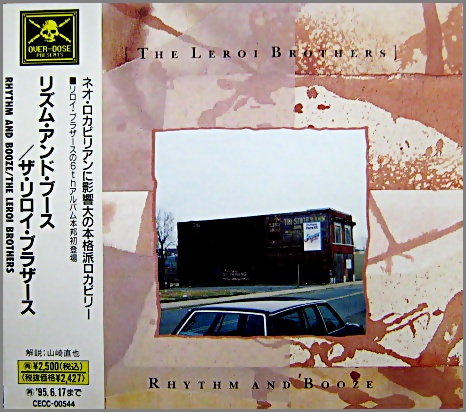 OVER-DOSE
PRESENTS
ネオ・ロカビリアンに影響大の本格派ロカビリー
■リロイ・ブラザースの6thアルバム本邦初登場
リズム・アンド・ブース
／ザ・リロイ・ブラザース
RHYTHM AND BOOZE/THE LEROI BROTHERS
解説:山崎直也
¥2,500(税込)
(税抜価格¥2,427)
'95.6.17まで
CECC-00544
[THE LEROI BROTHERS]
RHYTHM AND BOOZE